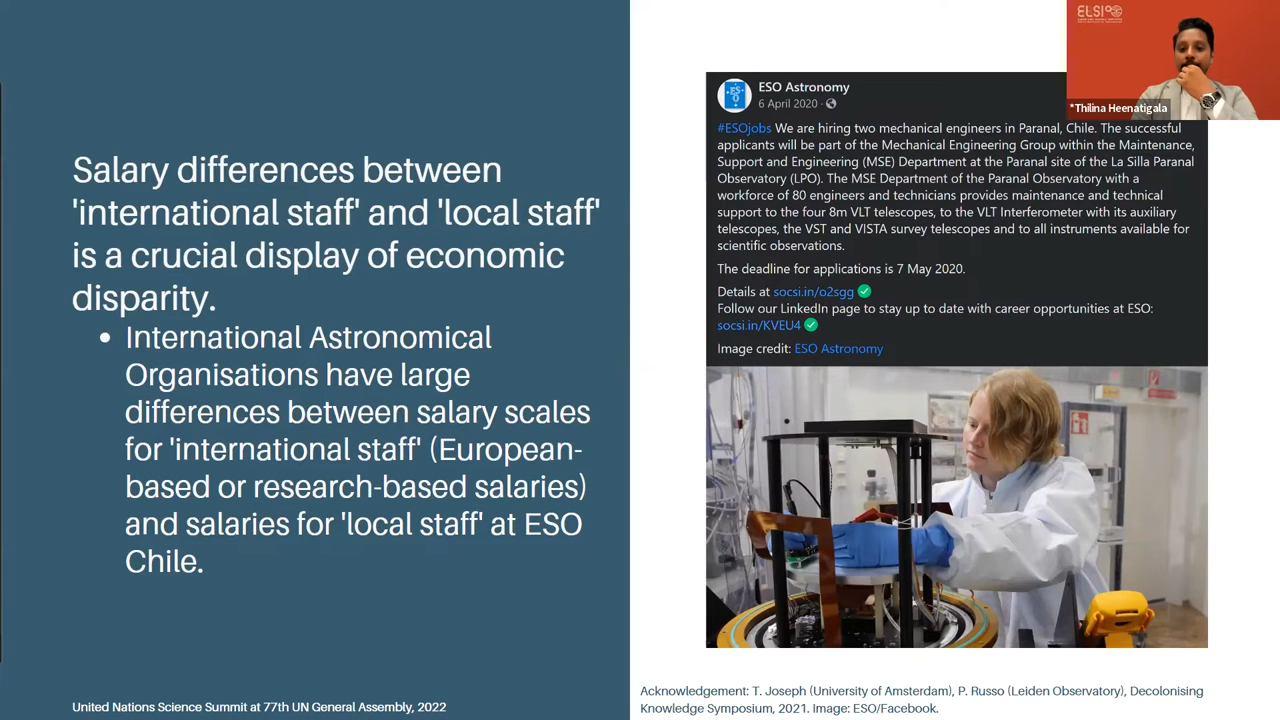 Salary differences between
'international staff' and 'local staff'
is a crucial display of economic
disparity.
• International Astronomical
Organisations have large
differences between salary scales
for 'international staff' (European-
based or research-based salaries)
and salaries for 'local staff' at ESO
Chile.
United Nations Science Summit at 77th UN General Assembly, 2022
ELSI
*Thilina Heenatigala
ESO
ESO Astronomy
6 April 2020 ·
#ESOjobs We are hiring two mechanical engineers in Paranal, Chile. The successful
applicants will be part of the Mechanical Engineering Group within the Maintenance,
Support and Engineering (MSE) Department at the Paranal site of the La Silla Paranal
Observatory (LPO). The MSE Department of the Paranal Observatory with a
workforce of 80 engineers and technicians provides maintenance and technical
support to the four 8m VLT telescopes, to the VLT Interferometer with its auxiliary
telescopes, the VST and VISTA survey telescopes and to all instruments available for
scientific observations.
The deadline for applications is 7 May 2020.
Details at socsi.in/o2sgg
Follow our LinkedIn page to stay up to date with career opportunities at ESO:
socsi.in/KVEU4
Image credit: ESO Astronomy
Acknowledgement: T. Joseph (University of Amsterdam), P. Russo (Leiden Observatory), Decolonising
Knowledge Symposium, 2021. Image: ESO/Facebook.